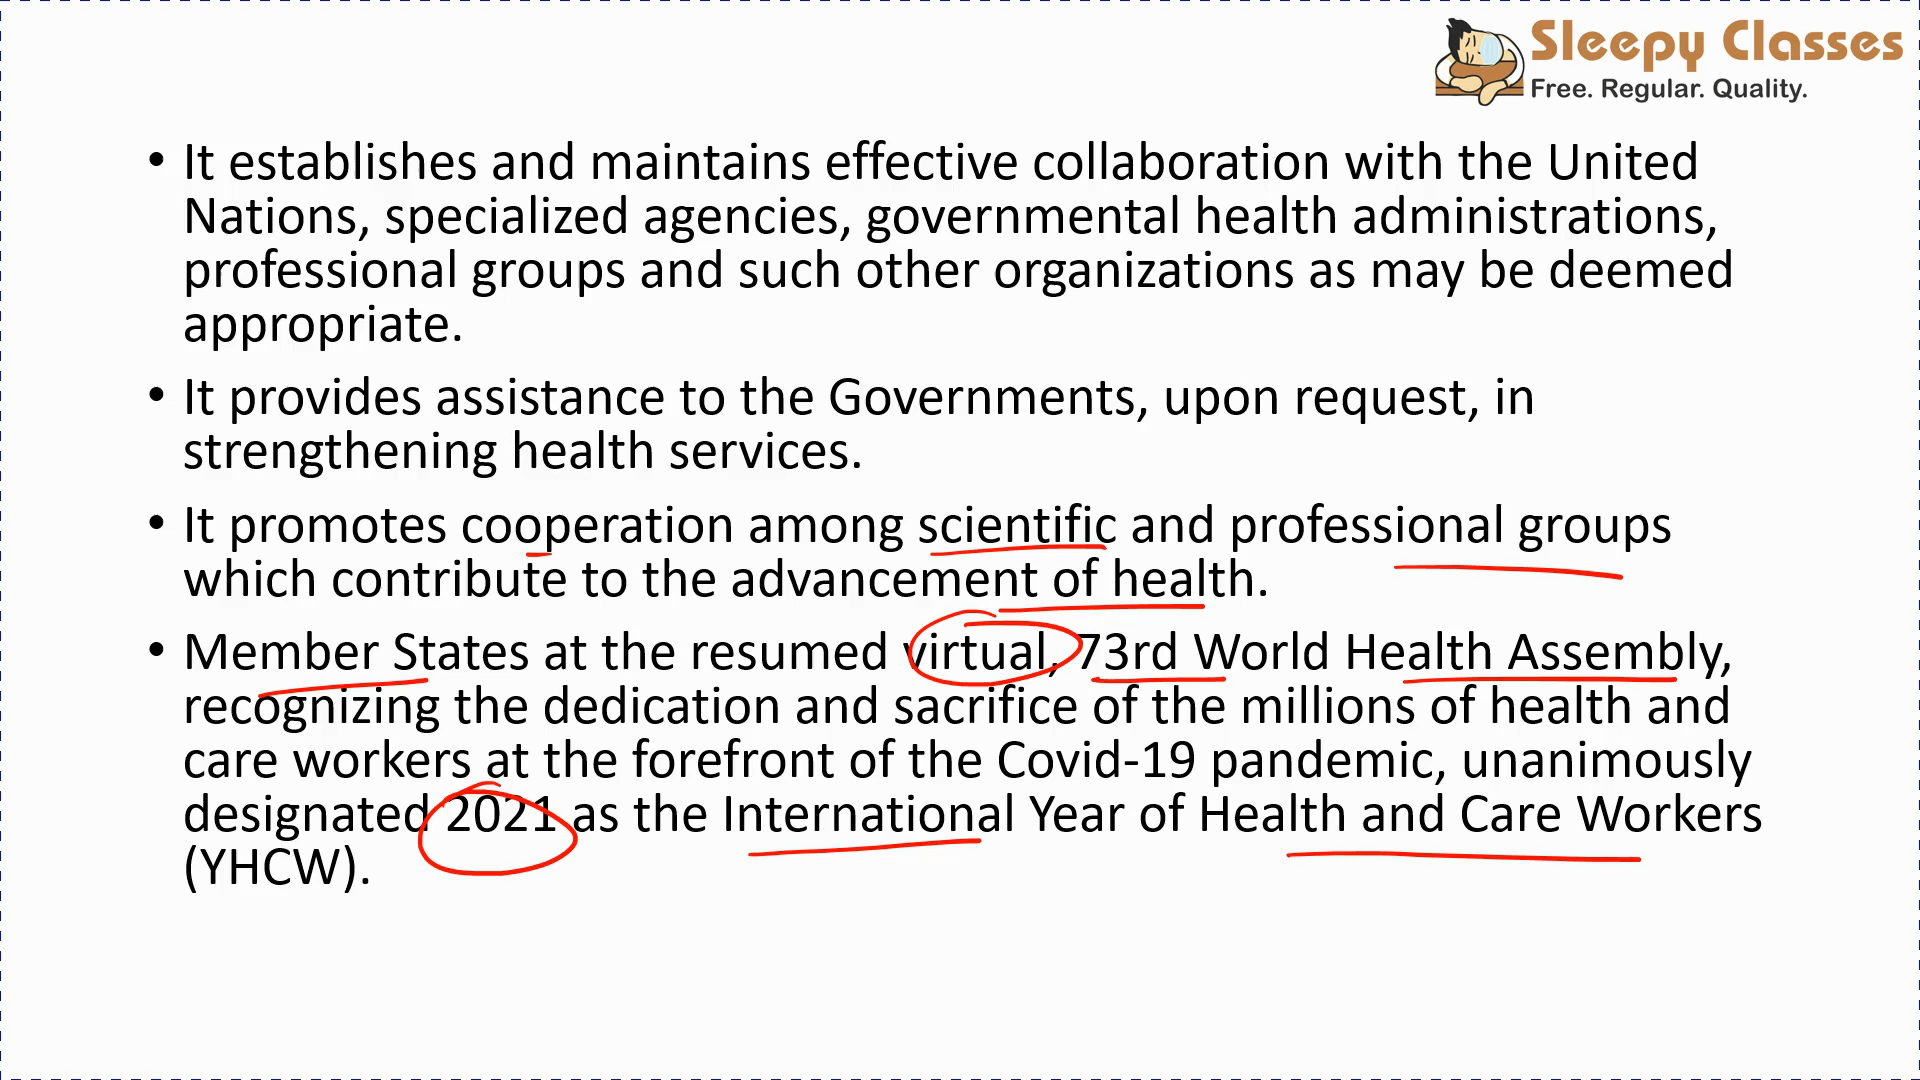 Sleepy Classes
Free. Regular. Quality.
• It establishes and maintains effective collaboration with the United
Nations, specialized agencies, governmental health administrations,
professional groups and such other organizations as may be deemed
appropriate.
• It provides assistance to the Governments, upon request, in
strengthening health services.
• It promotes cooperation among scientific and professional groups
which contribute to the advancement of health.
• Member States at the resumed virtual, 73rd World Health Assembly,
recognizing the dedication and sacrifice of the millions of health and
care workers at the forefront of the Covid-19 pandemic, unanimously
designated 2021 as the International Year of Health and Care Workers
(YHCW).